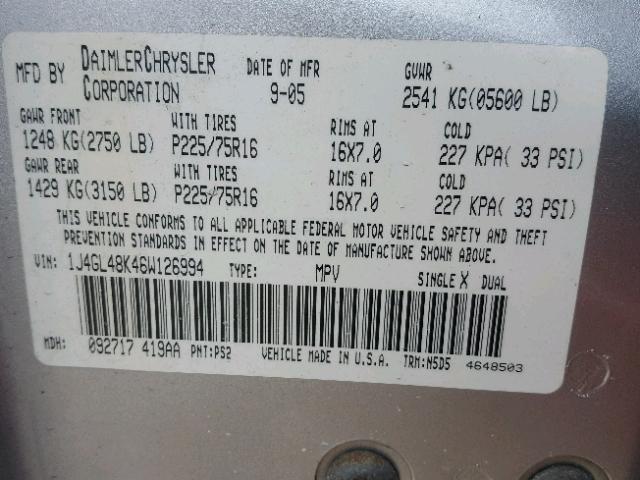 MFD BY DAIMLERCHRYSLER CORPORATION DATE OF MFR 9-05 GVWR 2541 KG(05600 LB)
GAWR FRONT WITH TIRES RIMS AT COLD
1248 KG(2750 LB) P225/75R16 16X7.0 227 KPA( 33 PSI)
GAWR REAR WITH TIRES RIMS AT COLD
1429 KG(3150 LB) P225/75R16 16X7.0 227 KPA( 33 PSI)
THIS VEHICLE CONFORMS TO ALL APPLICABLE FEDERAL MOTOR VEHICLE SAFETY AND THEFT
PREVENTION STANDARDS IN EFFECT ON THE DATE OF MANUFACTURE SHOWN ABOVE.
VIN: 1J4GL48K46W126994 TYPE: MPV SINGLE X DUAL
MDH: 092717 419AA PNT:PS2 VEHICLE MADE IN U.S.A. TRM:N5D5 4648503